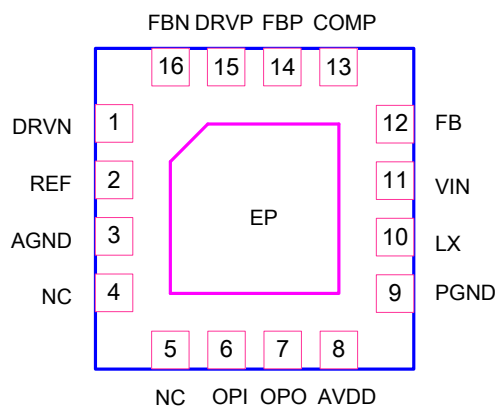 FBN DRVP FBP COMP
16 15 14 13
DRVN 1 12 FB
REF 2 11 VIN
EP
AGND 3 10 LX
NC 4 9 PGND
5 6 7 8
NC OPI OPO AVDD